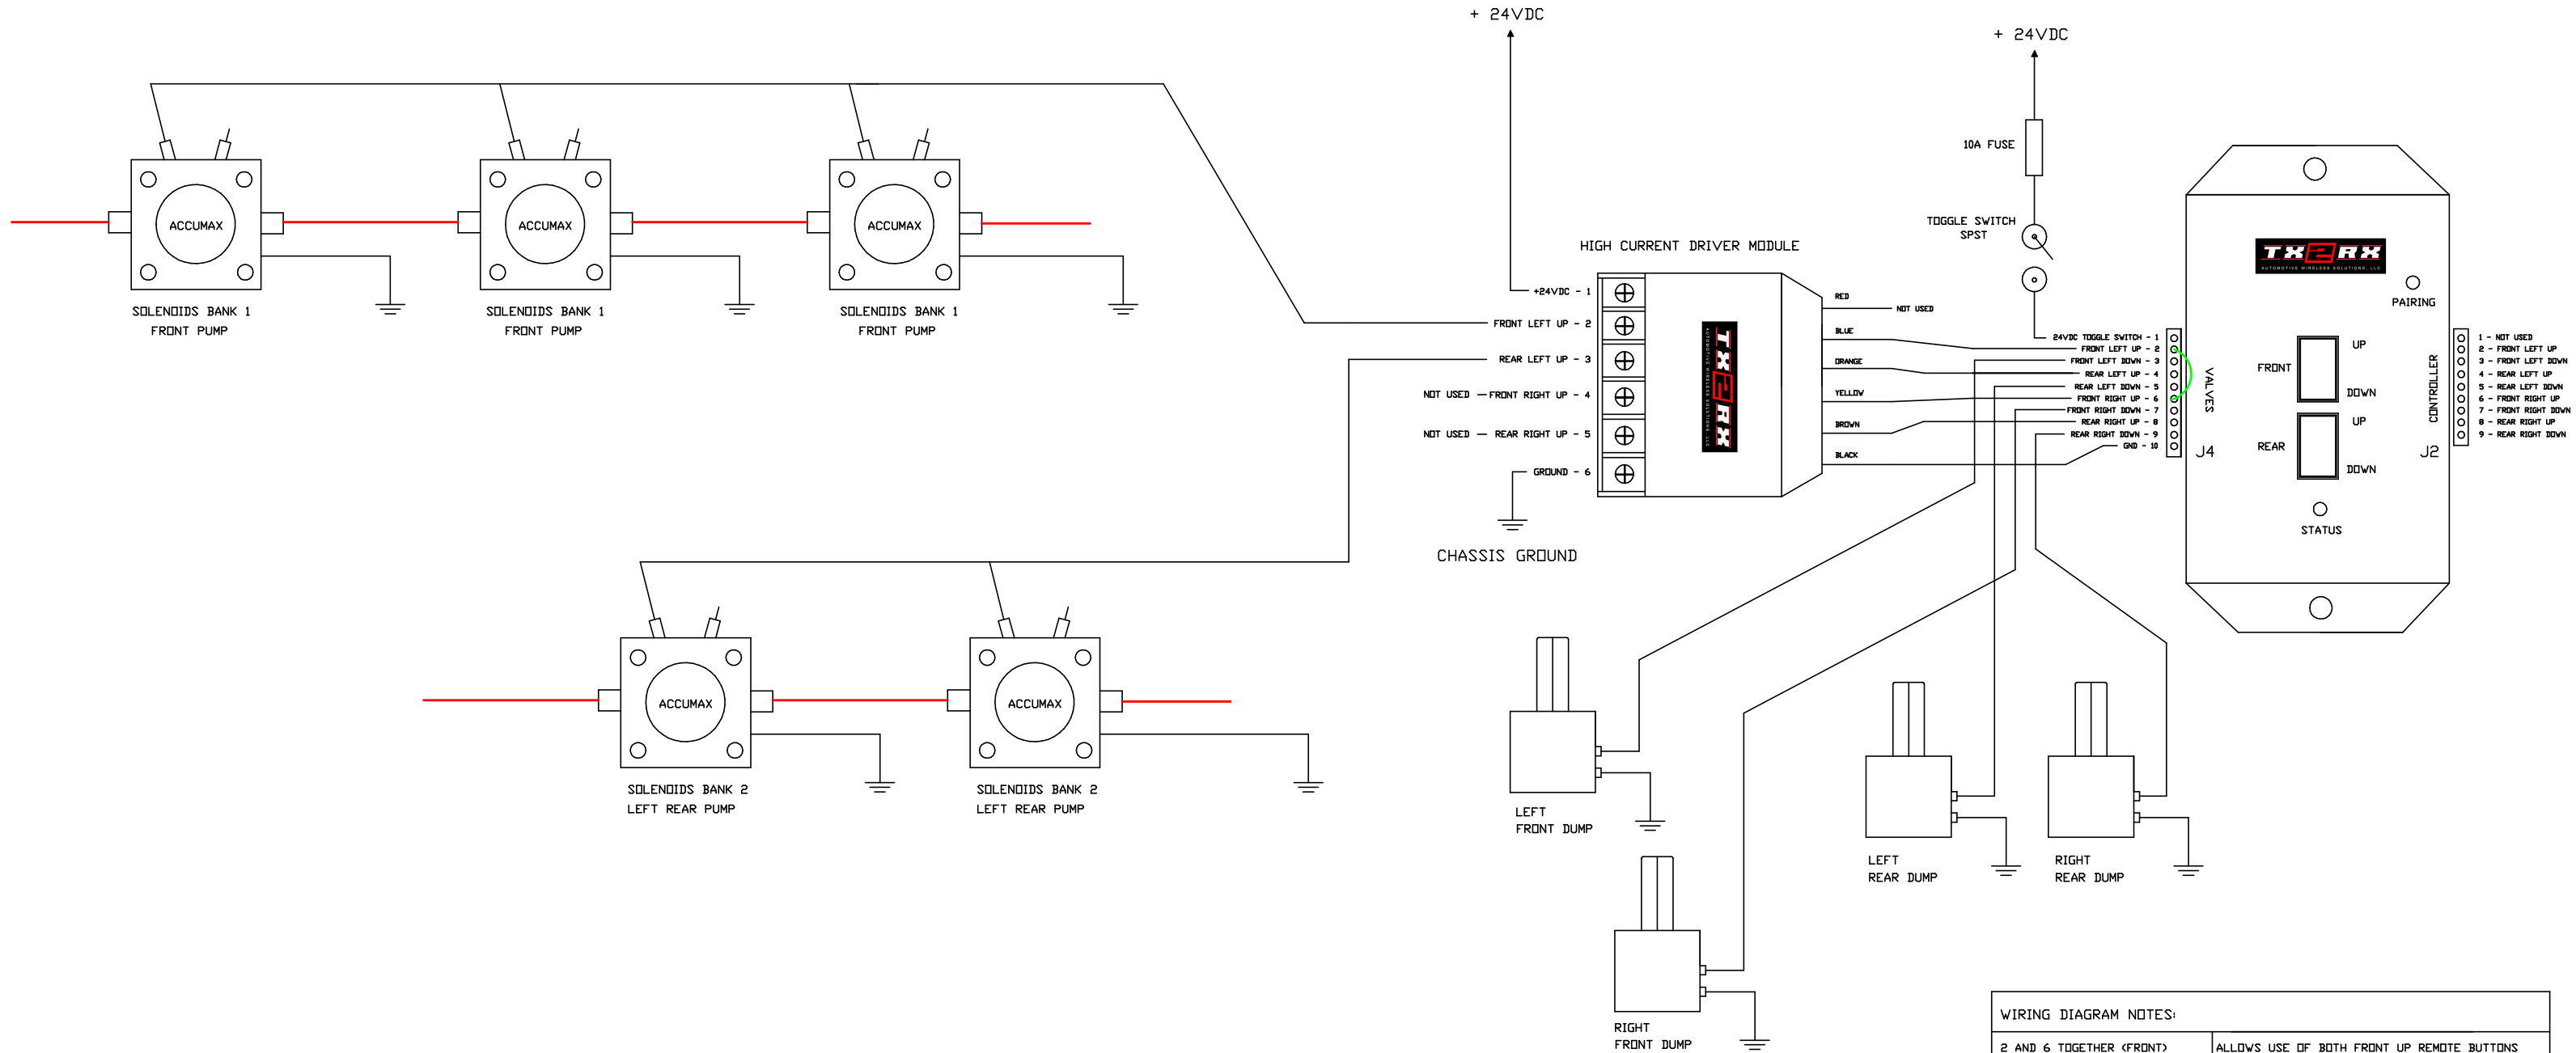 + 24VDC
+ 24VDC
10A FUSE
TOGGLE SWITCH
SPST
ACCUMAX
ACCUMAX
ACCUMAX
SOLENOIDS BANK 1
FRONT PUMP
SOLENOIDS BANK 1
FRONT PUMP
SOLENOIDS BANK 1
FRONT PUMP
HIGH CURRENT DRIVER MODULE
+24VDC - 1
FRONT LEFT UP - 2
REAR LEFT UP - 3
NOT USED
FRONT RIGHT UP - 4
NOT USED
REAR RIGHT UP - 5
GROUND - 6
CHASSIS GROUND
TX2RX
AUTOMOTIVE WIRELESS SOLUTIONS LLC
RED
NOT USED
BLUE
ORANGE
YELLOW
BROWN
BLACK
24VDC TOGGLE SWITCH - 1
FRONT LEFT UP - 2
FRONT LEFT DOWN - 3
REAR LEFT UP - 4
REAR LEFT DOWN - 5
FRONT RIGHT UP - 6
FRONT RIGHT DOWN - 7
REAR RIGHT UP - 8
REAR RIGHT DOWN - 9
GND - 10
VALVES
J4
TX2RX
AUTOMOTIVE WIRELESS SOLUTIONS, LLC
PAIRING
FRONT
UP
DOWN
REAR
UP
DOWN
STATUS
CONTROLLER
J2
1 - NOT USED
2 - FRONT LEFT UP
3 - FRONT LEFT DOWN
4 - REAR LEFT UP
5 - REAR LEFT DOWN
6 - FRONT RIGHT UP
7 - FRONT RIGHT DOWN
8 - REAR RIGHT UP
9 - REAR RIGHT DOWN
ACCUMAX
ACCUMAX
SOLENOIDS BANK 2
LEFT REAR PUMP
SOLENOIDS BANK 2
LEFT REAR PUMP
LEFT
FRONT DUMP
LEFT
REAR DUMP
RIGHT
REAR DUMP
RIGHT
FRONT DUMP
WIRING DIAGRAM NOTES:
2 AND 6 TOGETHER (FRONT)
ALLOWS USE OF BOTH FRONT UP REMOTE BUTTONS